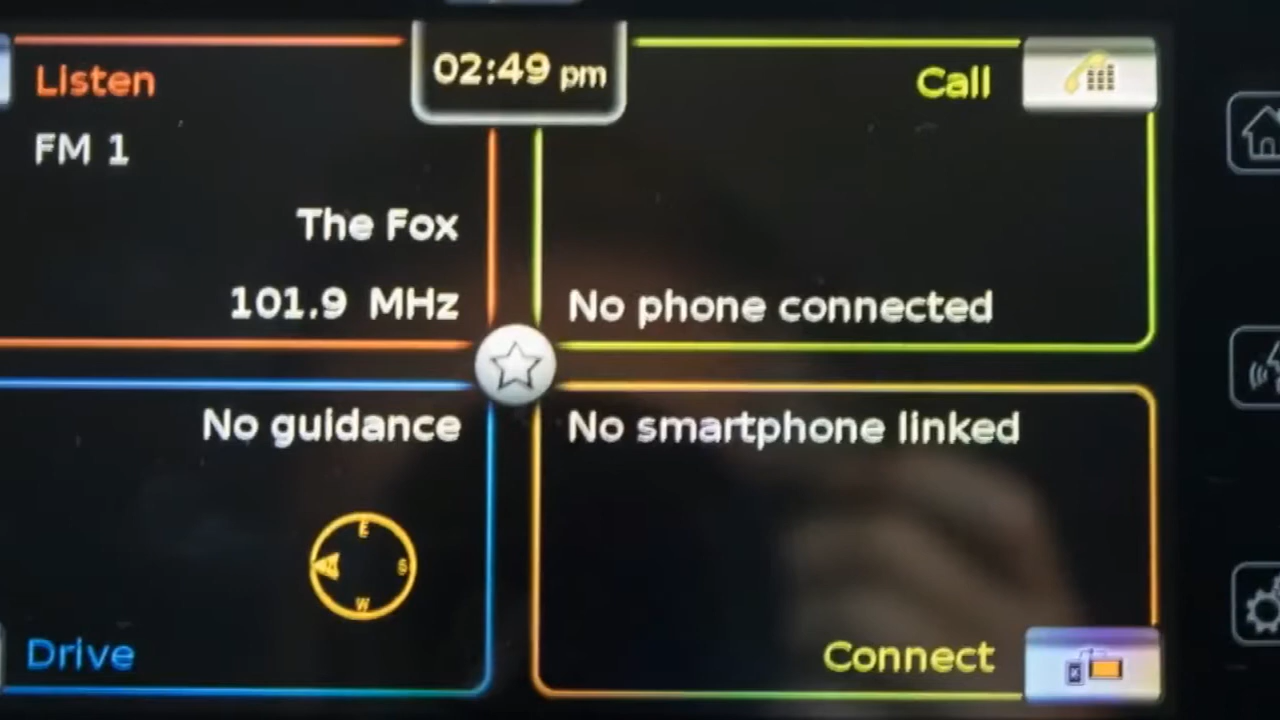 02:49 pm
Listen
FM 1
The Fox
101.9 MHz
Call
No phone connected
No guidance
E
S
W
Drive
No smartphone linked
Connect